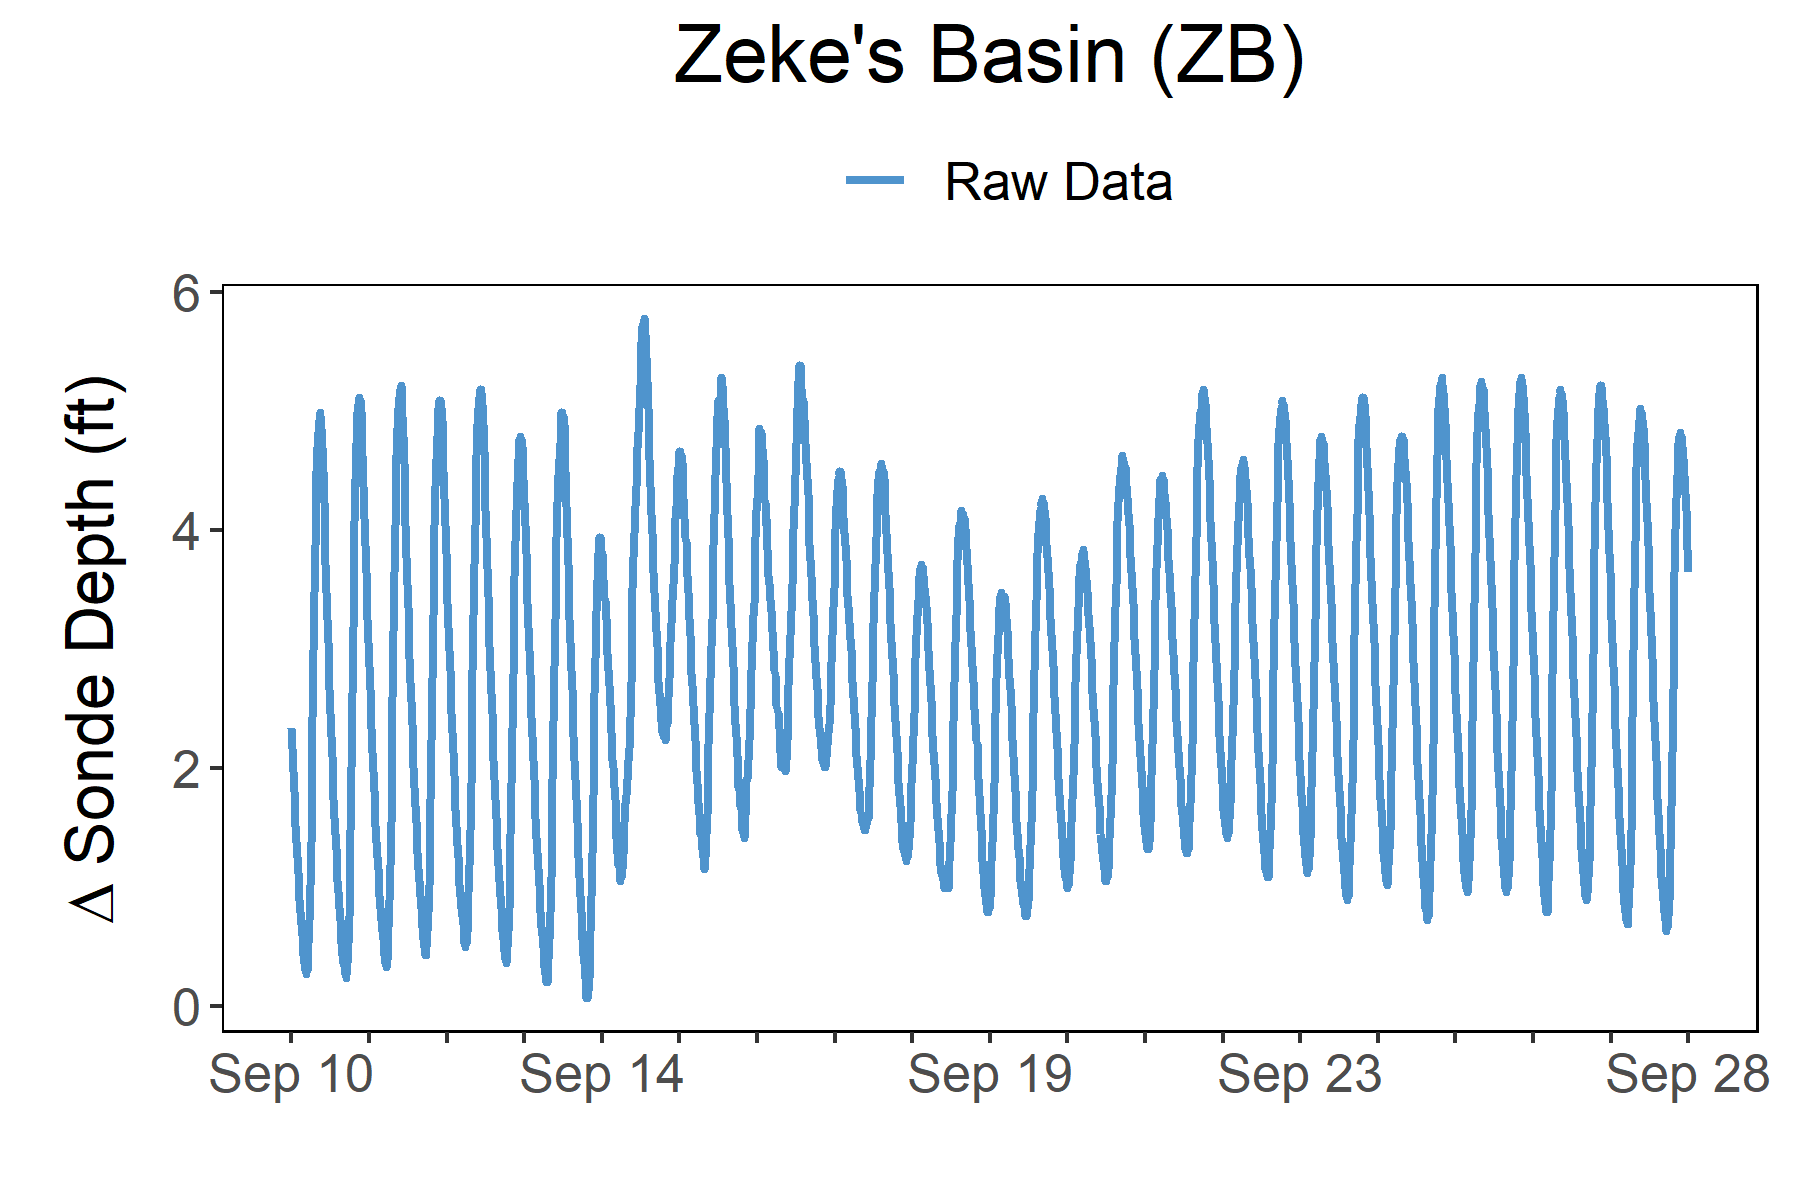 Zeke's Basin (ZB)
Raw Data
Δ Sonde Depth (ft)
6
4
2
0
Sep 10 Sep 14 Sep 19 Sep 23 Sep 28